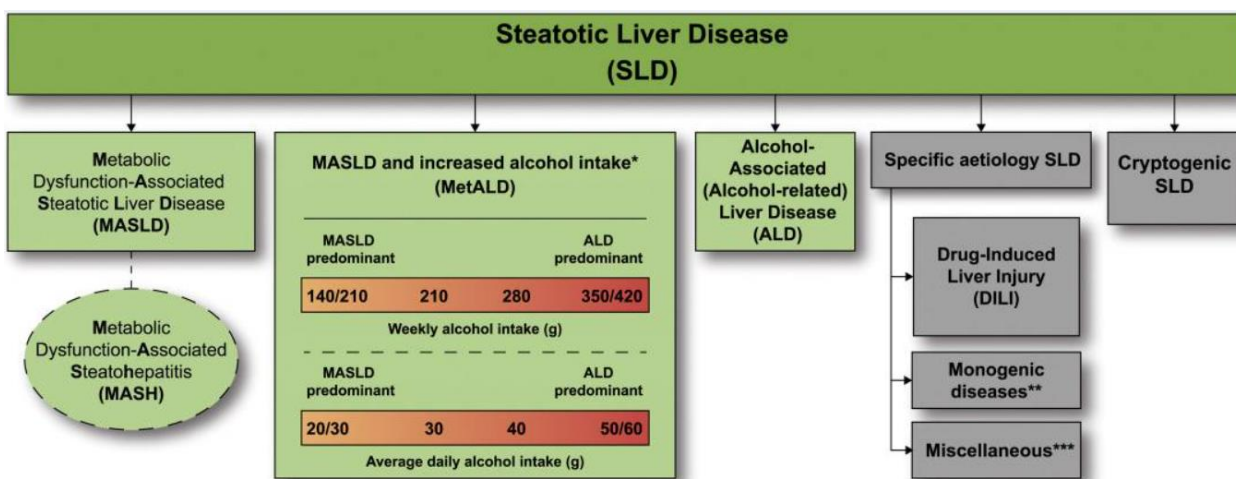 Steatotic Liver Disease
(SLD)
Metabolic
Dysfunction-Associated
Steatotic Liver Disease
(MASLD)
Metabolic
Dysfunction-Associated
Steatohepatitis
(MASH)
MASLD and increased alcohol intake*
(MetALD)
MASLD predominant
ALD predominant
140/210 210 280 350/420
Weekly alcohol intake (g)
MASLD predominant
ALD predominant
20/30 30 40 50/60
Average daily alcohol intake (g)
Alcohol-
Associated
(Alcohol-related)
Liver Disease
(ALD)
Specific aetiology SLD
Drug-Induced
Liver Injury
(DILI)
Monogenic
diseases**
Miscellaneous***
Cryptogenic
SLD